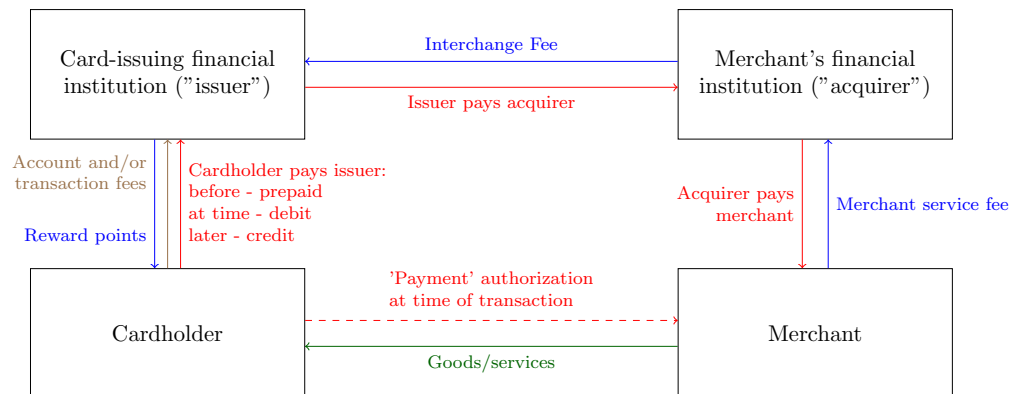 Card-issuing financial
institution (”issuer”)
Interchange Fee
Issuer pays acquirer
Merchant's financial
institution (”acquirer”)
Account and/or
transaction fees
Reward points
Cardholder pays issuer:
before - prepaid
at time - debit
later - credit
Acquirer pays
merchant
Merchant service fee
Cardholder
’Payment’ authorization
at time of transaction
Goods/services
Merchant